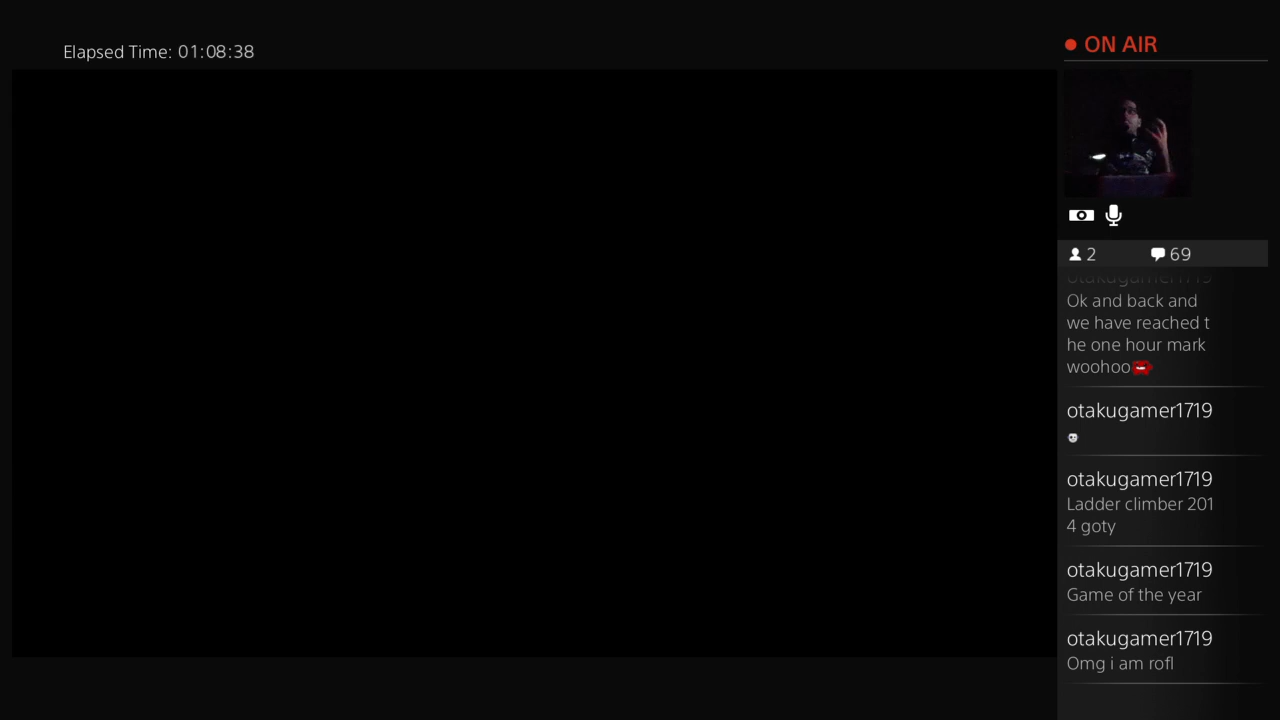 Elapsed Time: 01:08:38
ON AIR
2 69
otakugamer1719
Ok and back and
we have reached t
he one hour mark
woohoo
otakugamer1719
otakugamer1719
Ladder climber 201
4 goty
otakugamer1719
Game of the year
otakugamer1719
Omg i am rofl